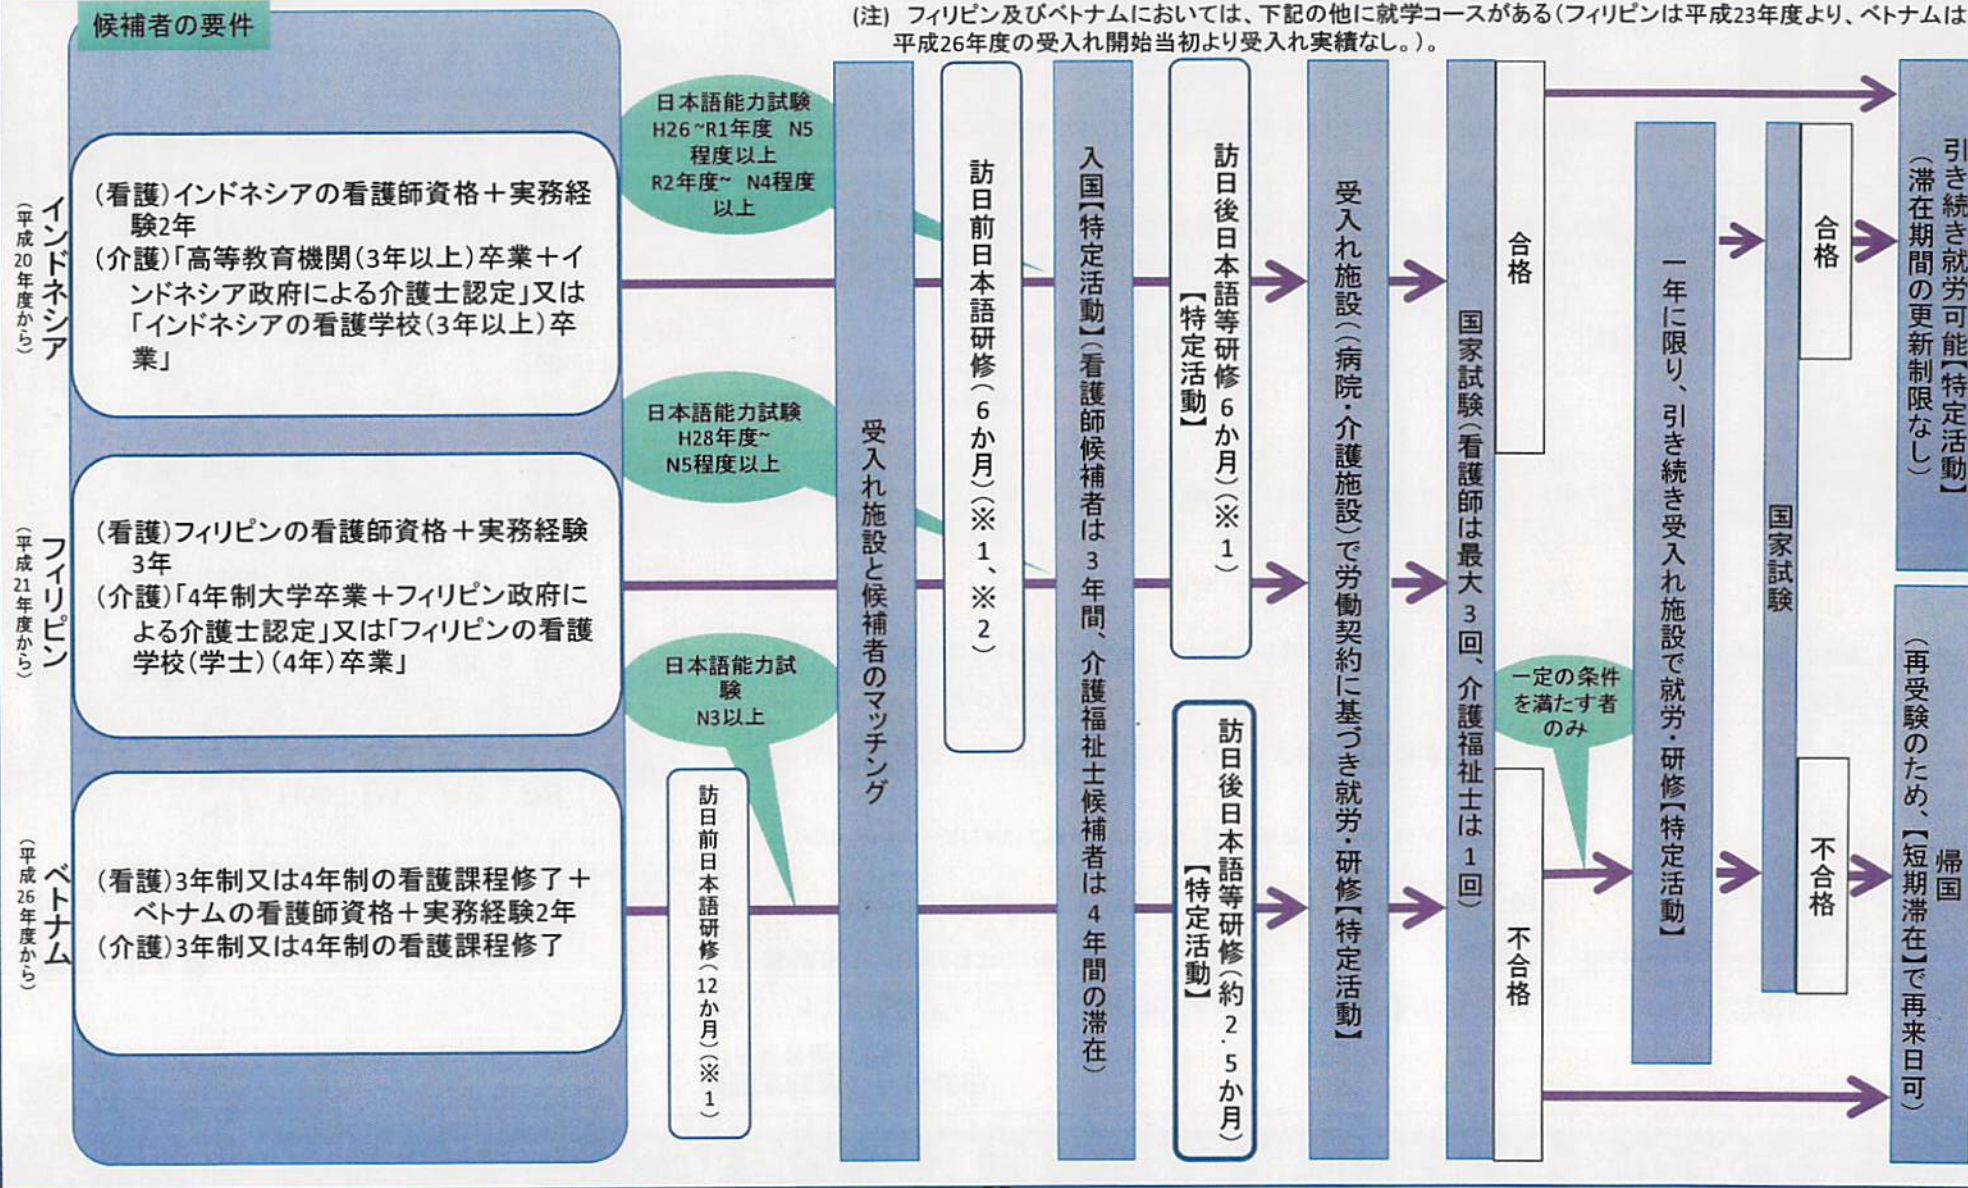 候補者の要件
(注) フィリピン及びベトナムにおいては、下記の他に就学コースがある(フィリピンは平成23年度より、ベトナムは
平成26年度の受入れ開始当初より受入れ実績なし。)。
インドネシア
(平成20年度から)
(看護)インドネシアの看護師資格+実務経
験2年
(介護)「高等教育機関(3年以上)卒業+イ
ンドネシア政府による介護士認定」又は
「インドネシアの看護学校(3年以上)卒
業」
フィリピン
(平成21年度から)
(看護)フィリピンの看護師資格+実務経験
3年
(介護)「4年制大学卒業+フィリピン政府に
よる介護士認定」又は「フィリピンの看護
学校(学士)(4年)卒業」
ベトナム
(平成26年度から)
(看護)3年制又は4年制の看護課程修了+
ベトナムの看護師資格+実務経験2年
(介護)3年制又は4年制の看護課程修了
日本語能力試験
H26~R1年度 N5
程度以上
R2年度~ N4程度
以上
日本語能力試験
H28年度~
N5程度以上
日本語能力試
験
N3以上
訪日前日本語研修(12か月)(※1)
受入れ施設と候補者のマッチング
訪日前日本語研修(6か月)(※1、※2)
入国【特定活動】(看護師候補者は3年間、介護福祉士候補者は4年間の滞在)
訪日後日本語等研修(6か月)(※1)
【特定活動】
訪日後日本語等研修(約2.5か月)
【特定活動】
受入れ施設((病院・介護施設)で労働契約に基づき就労・研修【特定活動】
国家試験(看護師は最大3回、介護福祉士は1回)
合格
不合格
一定の条件
を満たす者
のみ
一年に限り、引き続き受入れ施設で就労・研修【特定活動】
国家試験
合格
不合格
引き続き就労可能【特定活動】
(滞在期間の更新制限なし)
帰国
(再受験のため、【短期滞在】で再来日可)